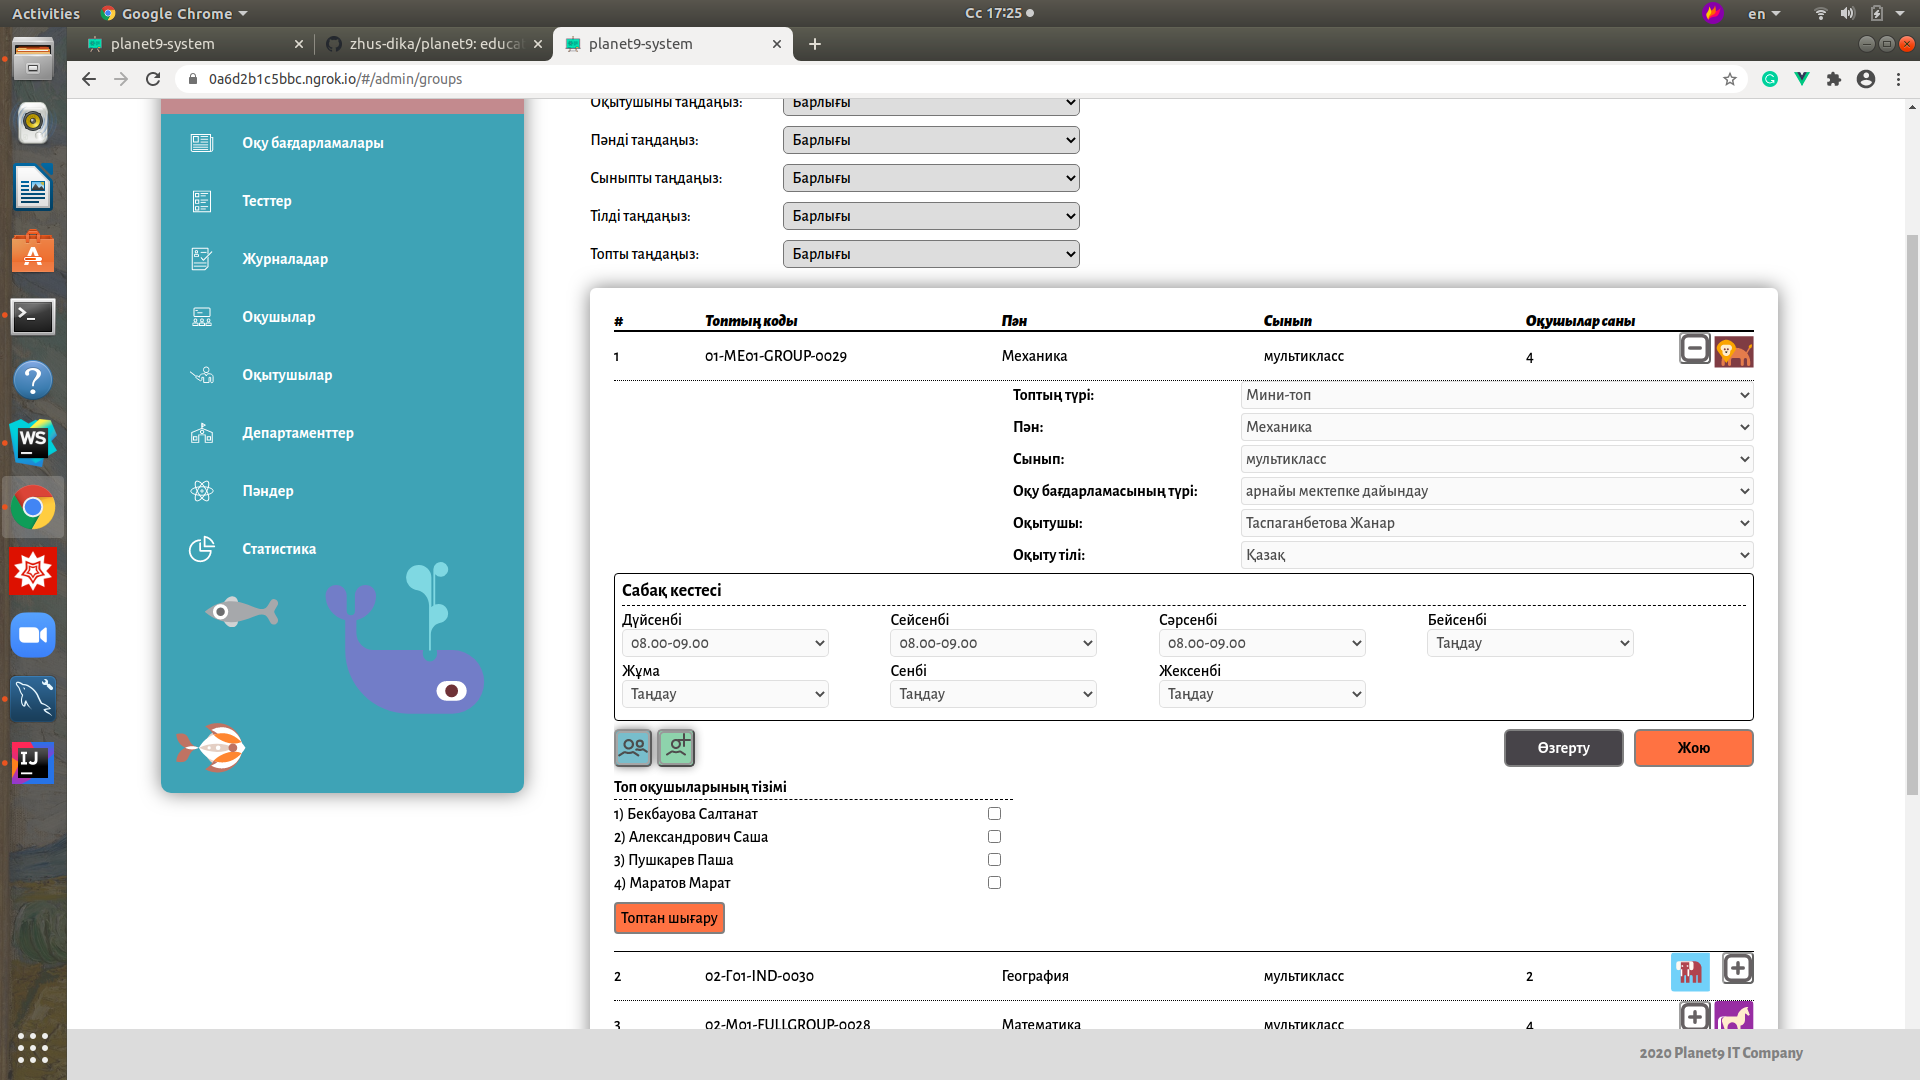 Activities Google Chrome Сс 17:25 en
planet9-system zhus-dika/planet9: educa planet9-system
0a6d2b1c5bbc.ngrok.io/#/admin/groups
Оқу бағдарламалары
Тесттер
Журналадар
Оқушылар
Оқытушылар
Департаменттер
Пәндер
Статистика
Оқытушыны таңдаңыз: Барлығы
Пәнді таңдаңыз: Барлығы
Сыныпты таңдаңыз: Барлығы
Тілді таңдаңыз: Барлығы
Топты таңдаңыз: Барлығы
# Топтың коды Пән Сынып Оқушылар саны
1 01-ME01-GROUP-0029 Механика мультикласс 4
Топтың түрі: Мини-топ
Пән: Механика
Сынып: мультикласс
Оқу бағдарламасының түрі: арнайы мектепке дайындау
Оқытушы: Таспаганбетова Жанар
Оқыту тілі: Қазақ
Сабақ кестесі
Дүйсенбі Сейсенбі Сәрсенбі Бейсенбі
08.00-09.00 08.00-09.00 08.00-09.00 Таңдау
Жұма Сенбі Жексенбі
Таңдау Таңдау Таңдау
Өзгерту Жою
Топ оқушыларының тізімі
1) Бекбауова Салтанат
2) Александрович Саша
3) Пушкарев Паша
4) Маратов Марат
Топтан шығару
2 02-Г01-IND-0030 География мультикласс 2
3 02-М01-FULLGROUP-0028 Математика мультикласс 4
2020 Planet9 IT Company
WS
IJ